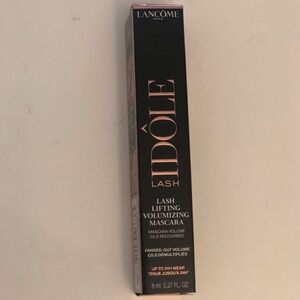 LANCÔME
PARIS
IDÔLE
LASH
LASH
LIFTING
VOLUMIZING
MASCARA
MASCARA VOLUME
CILS RECOURBÉS
FANNED-OUT VOLUME
CILS DÉMULTIPLIÉS
UP TO 24H WEAR
TENUE JUSQU'À 24H*
8 ml 0.27 FL. OZ